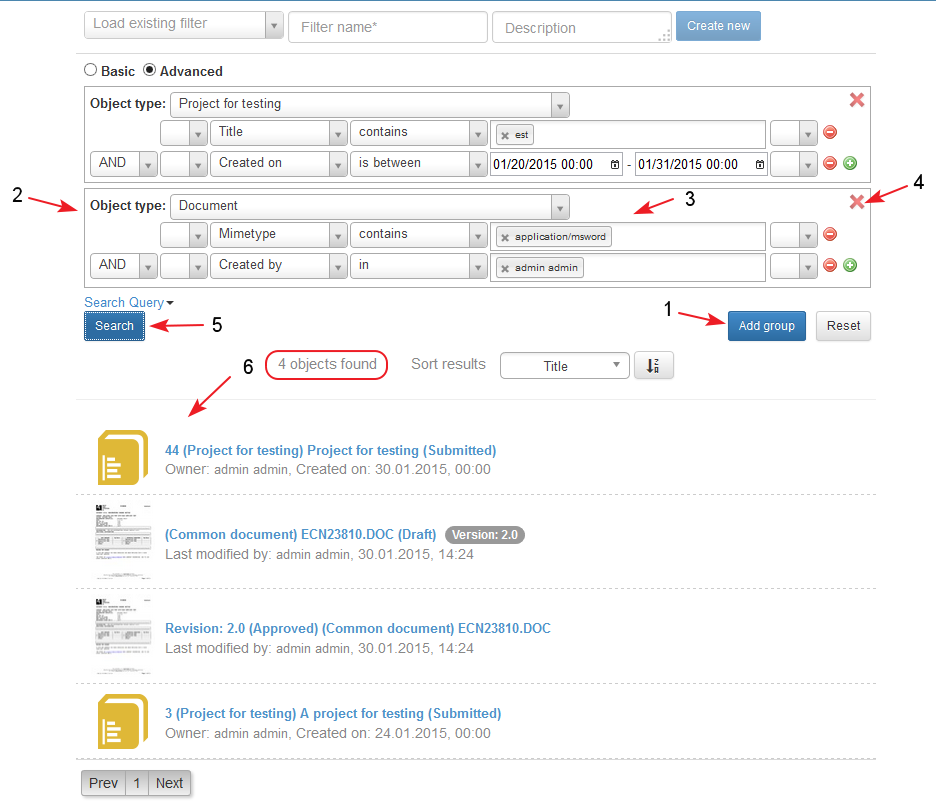 Load existing filter Filter name* Description Create new
Basic Advanced
Object type: Project for testing
Title contains est
AND Created on is between 01/20/2015 00:00 - 01/31/2015 00:00
2 3 4
Object type: Document
Mimetype contains application/msword
AND Created by in admin admin
Search Query
1
Search 5 Add group Reset
6 4 objects found Sort results Title
44 (Project for testing) Project for testing (Submitted)
Owner: admin admin, Created on: 30.01.2015, 00:00
(Common document) ECN23810.DOC (Draft) Version: 2.0
Last modified by: admin admin, 30.01.2015, 14:24
Revision: 2.0 (Approved) (Common document) ECN23810.DOC
Last modified by: admin admin, 30.01.2015, 14:24
3 (Project for testing) A project for testing (Submitted)
Owner: admin admin, Created on: 24.01.2015, 00:00
Prev 1 Next